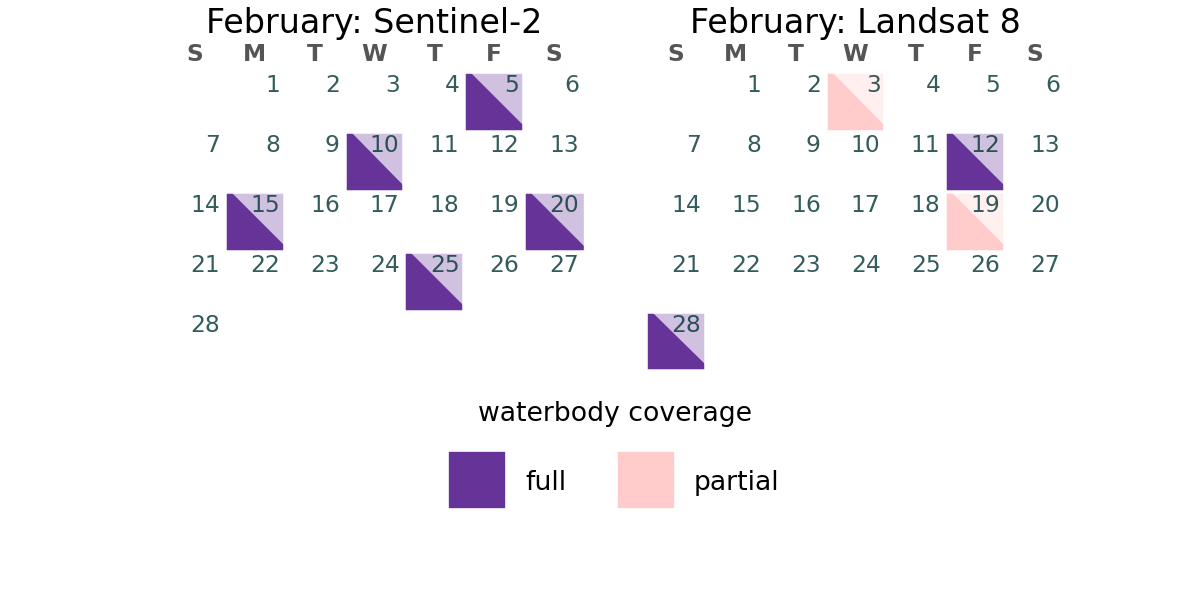 February: Sentinel-2
S M T W T F S
1 2 3 4 5 6
7 8 9 10 11 12 13
14 15 16 17 18 19 20
21 22 23 24 25 26 27
28
February: Landsat 8
S M T W T F S
1 2 3 4 5 6
7 8 9 10 11 12 13
14 15 16 17 18 19 20
21 22 23 24 25 26 27
28
waterbody coverage
full partial